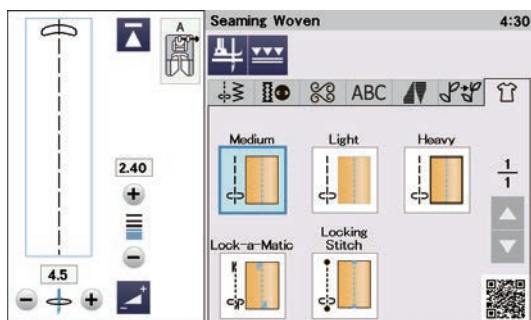 Seaming Woven 4:30
A
ABC
Medium Light Heavy
2.40
1
1
Lock-a-Matic Locking Stitch
4.5